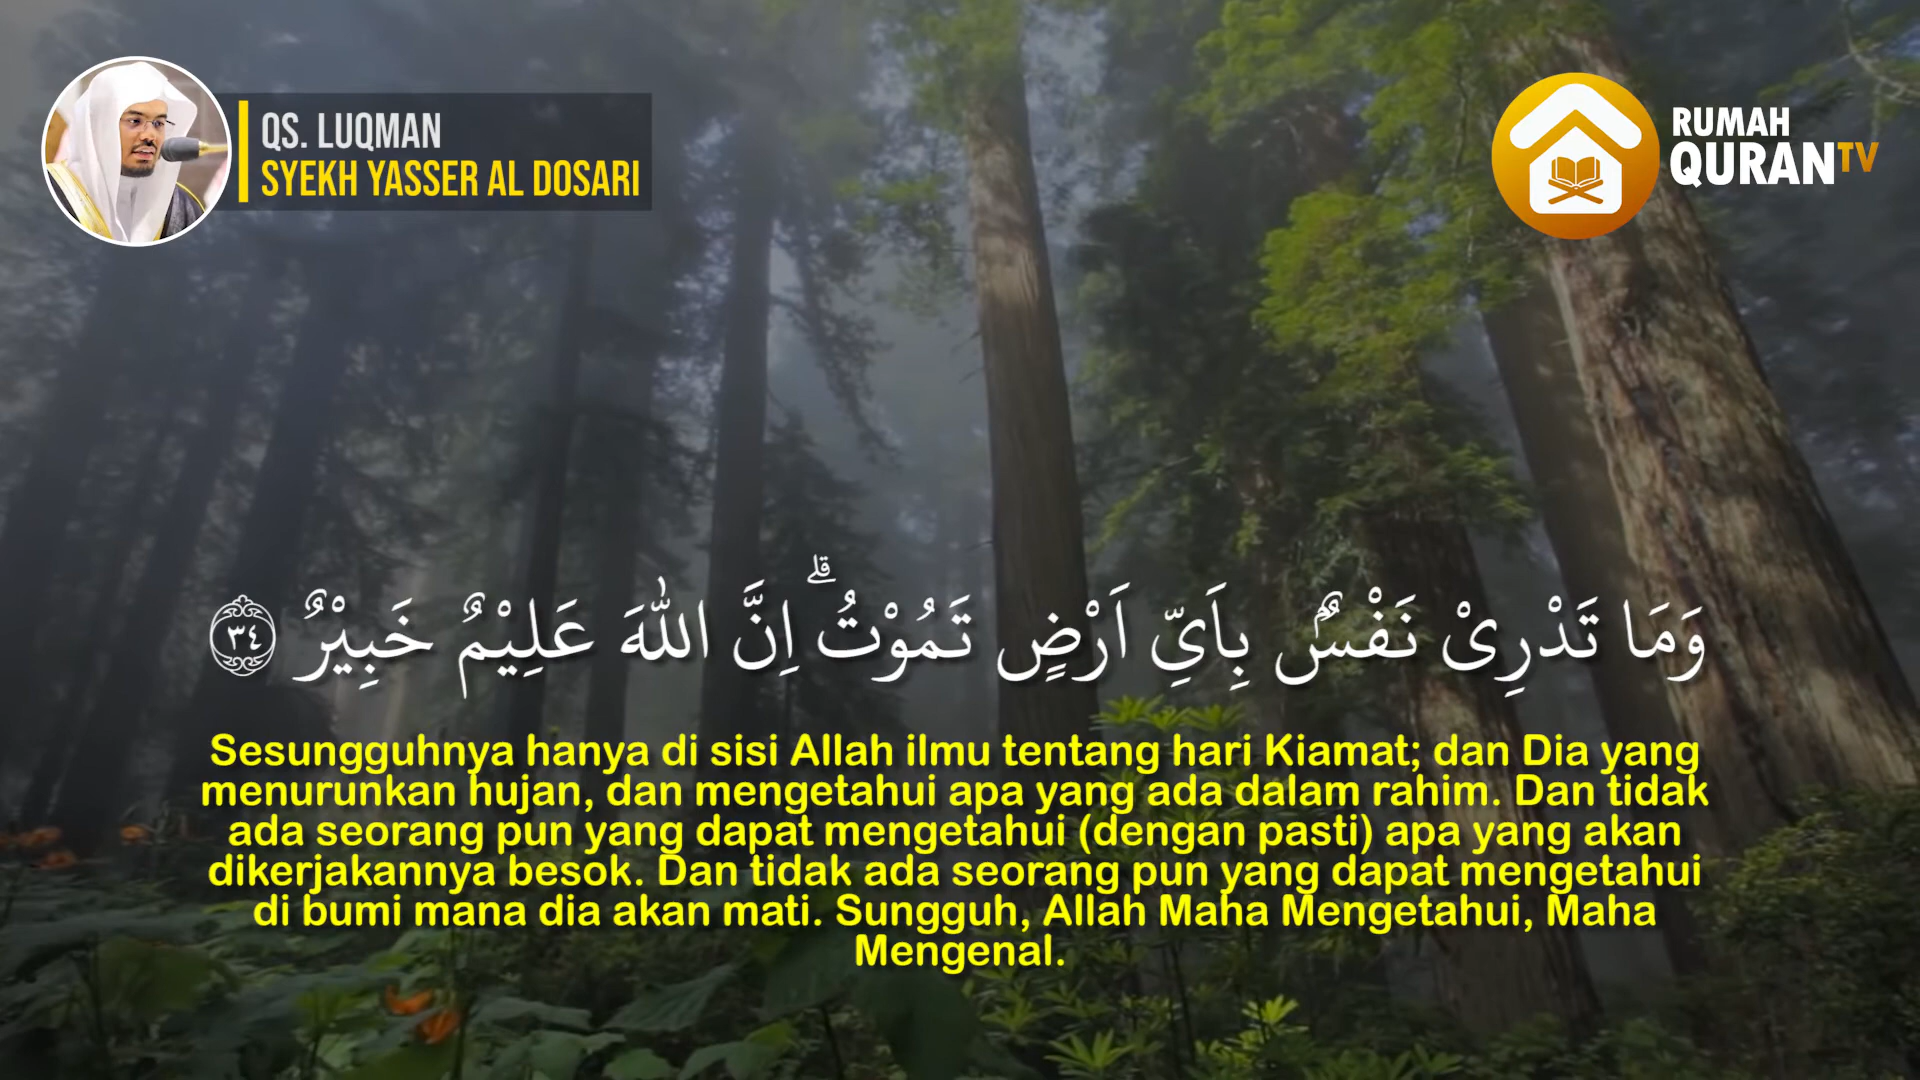 QS. LUQMAN
SYEKH YASSER AL DOSARI
RUMAH
QURANTV
وَمَا تَدْرِيْ نَفْسٌۢ بِاَيِّ اَرْضٍ تَمُوْتُۗ اِنَّ اللّٰهَ عَلِيْمٌ خَبِيْرٌ ٣٤
Sesungguhnya hanya di sisi Allah ilmu tentang hari Kiamat; dan Dia yang
menurunkan hujan, dan mengetahui apa yang ada dalam rahim. Dan tidak
ada seorang pun yang dapat mengetahui (dengan pasti) apa yang akan
dikerjakannya besok. Dan tidak ada seorang pun yang dapat mengetahui
di bumi mana dia akan mati. Sungguh, Allah Maha Mengetahui, Maha
Mengenal.